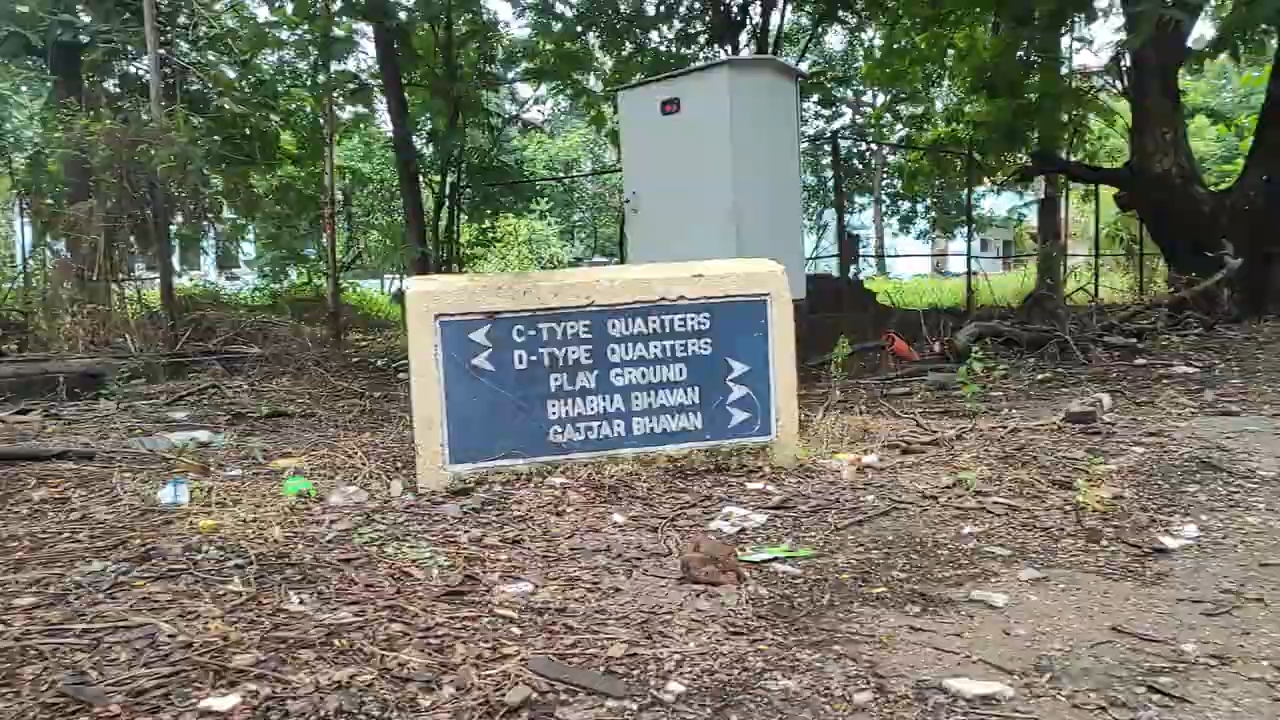 C-TYPE QUARTERS
D-TYPE QUARTERS
PLAY GROUND
BHABHA BHAVAN
GAJJAR BHAVAN